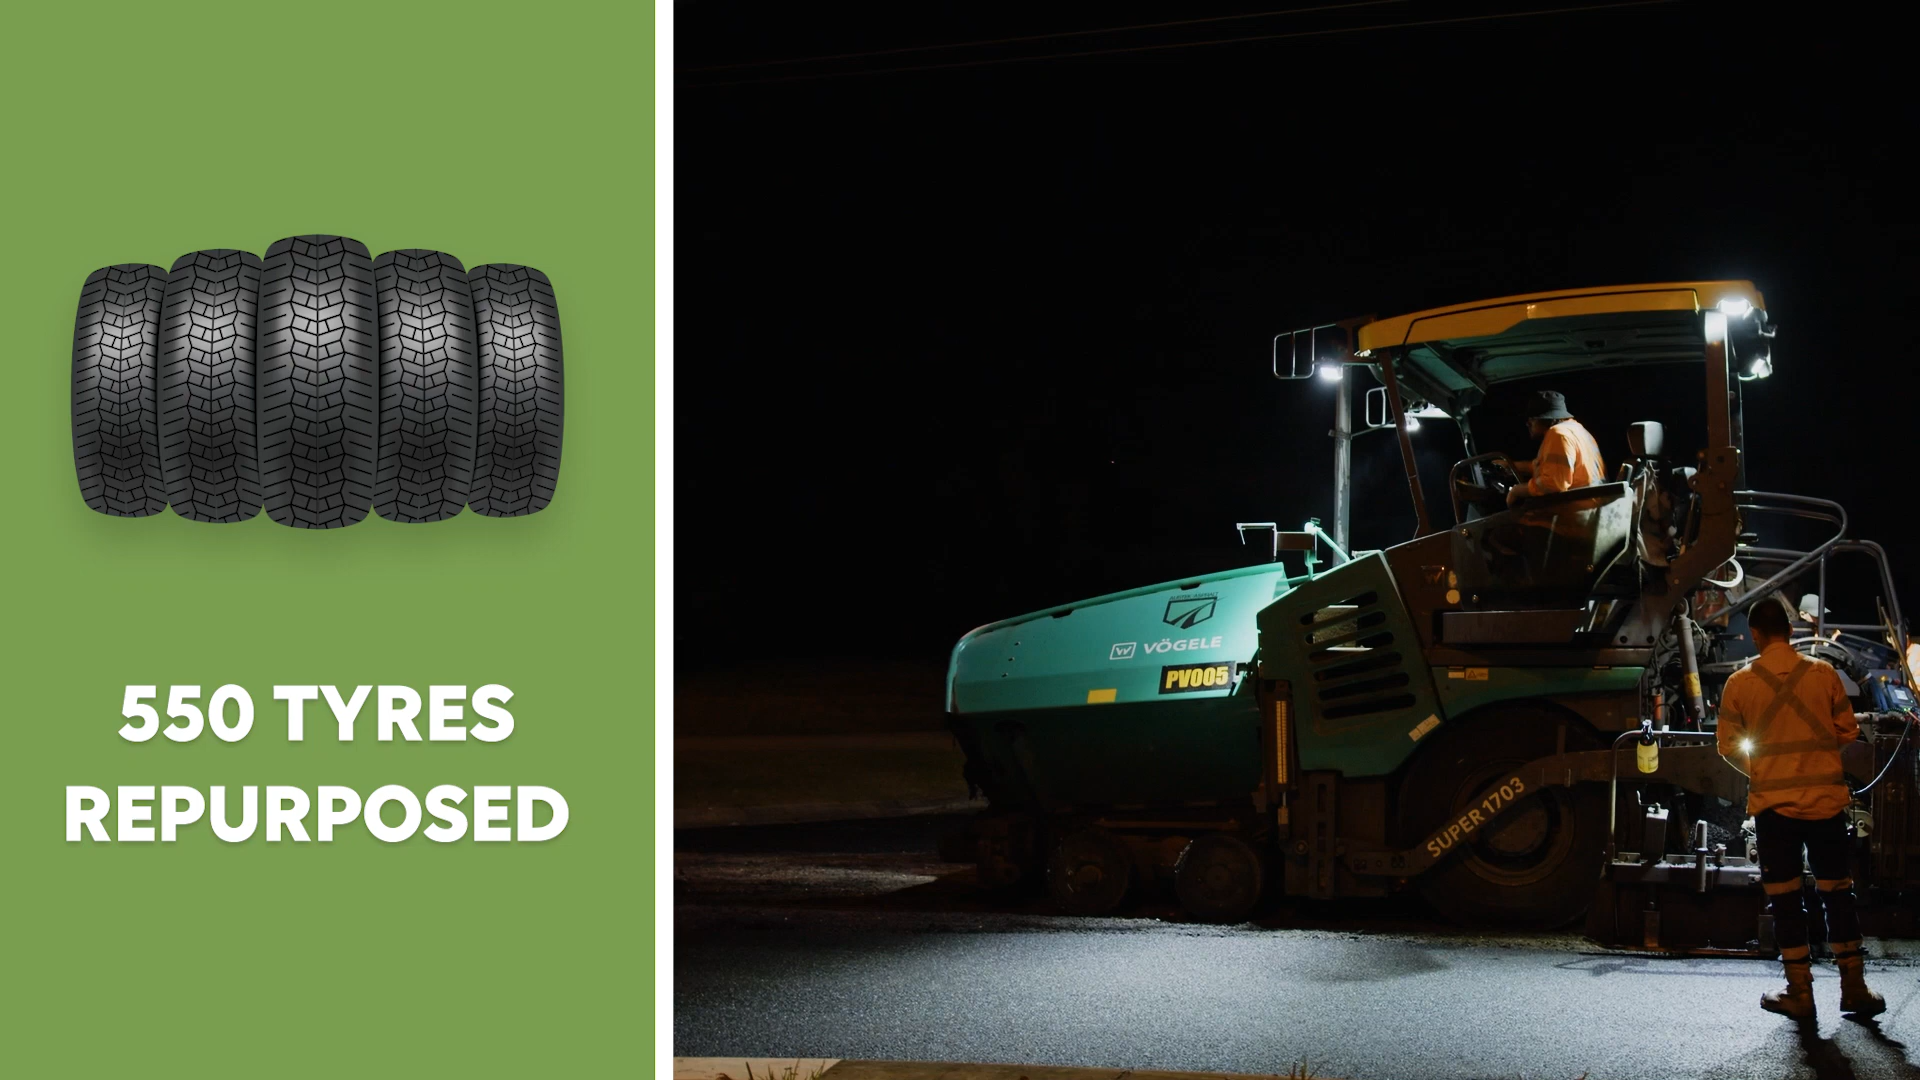 550 TYRES
REPURPOSED
VÖGELE
PV005
SUPER 1703